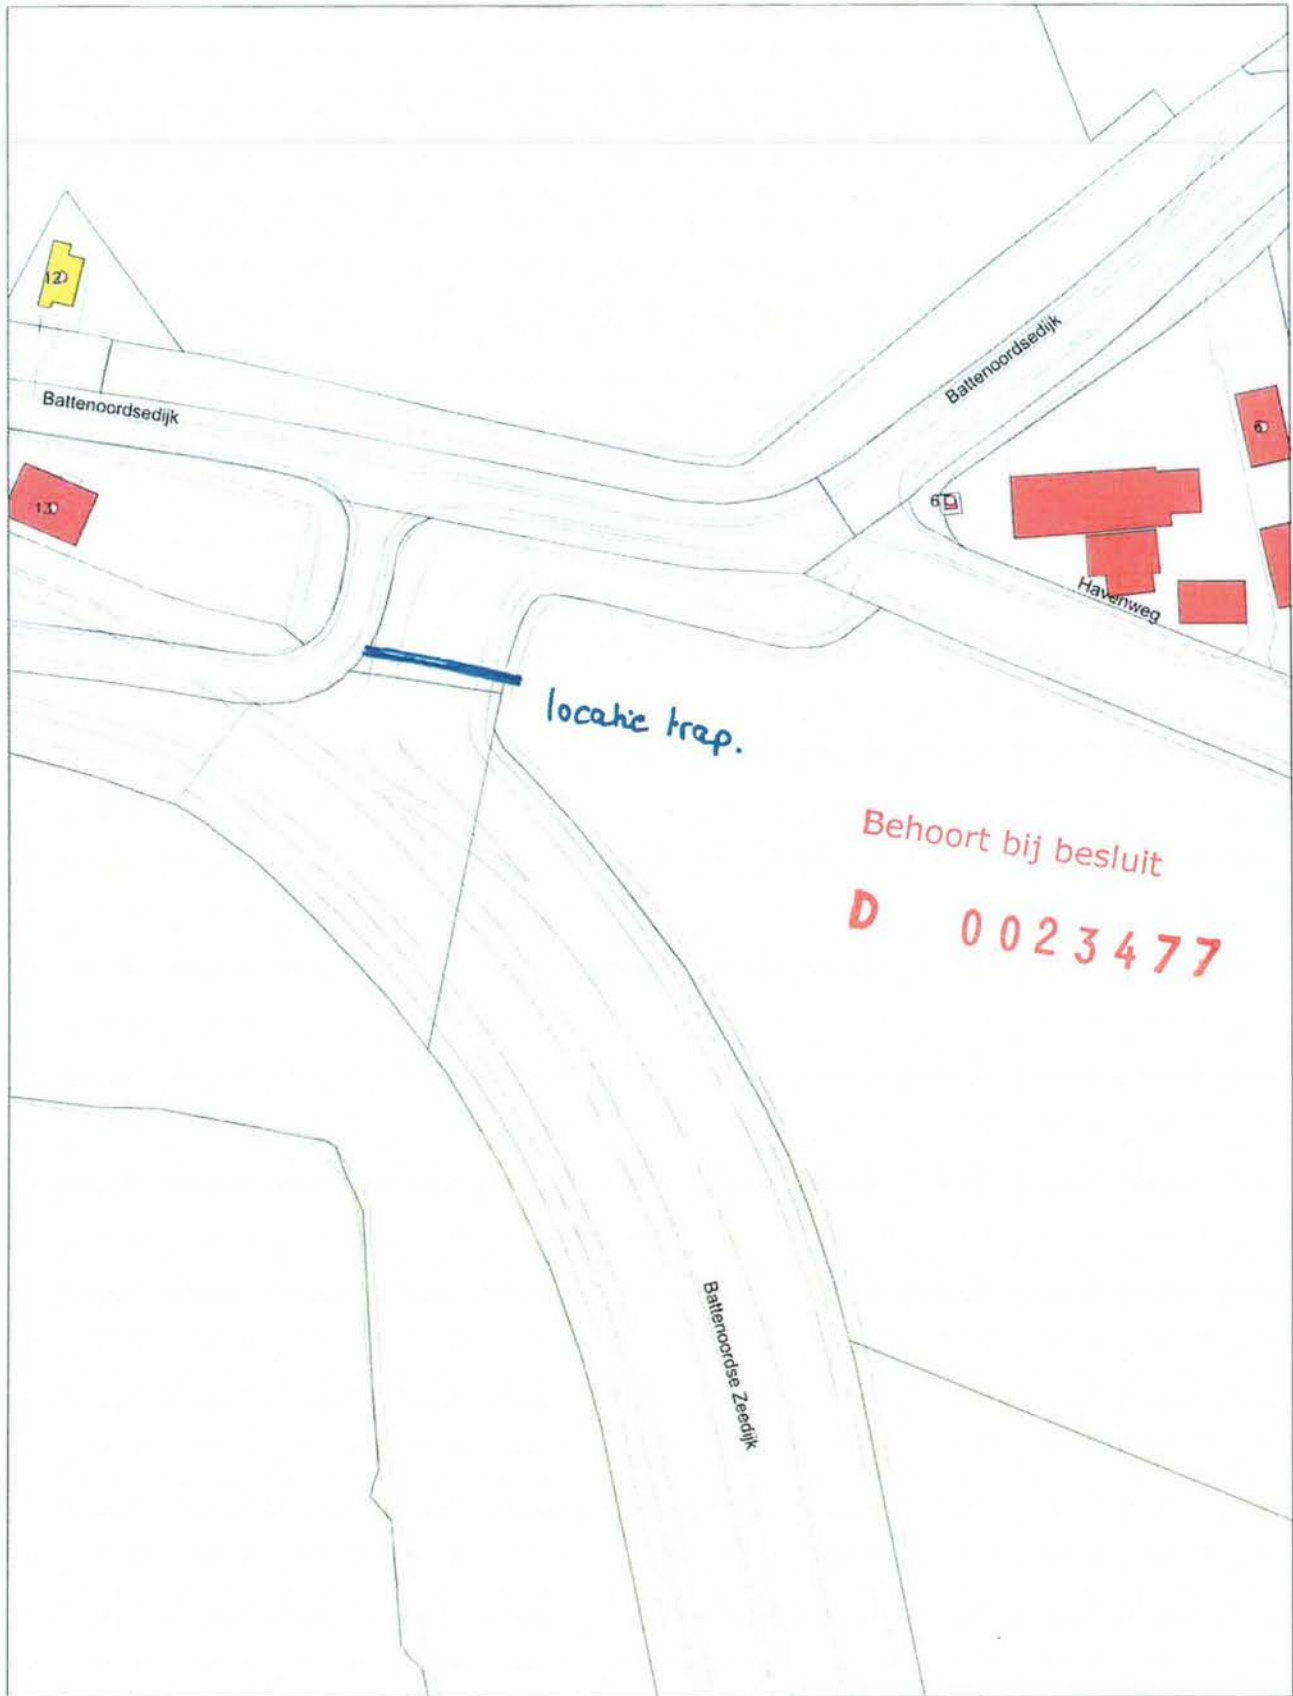 12
Battenoordsedijk
Battenoordsedijk
13
6
6
Havenweg
locatie trap.
Behoort bij besluit
D 0023477
Battenoordse Zeedijk